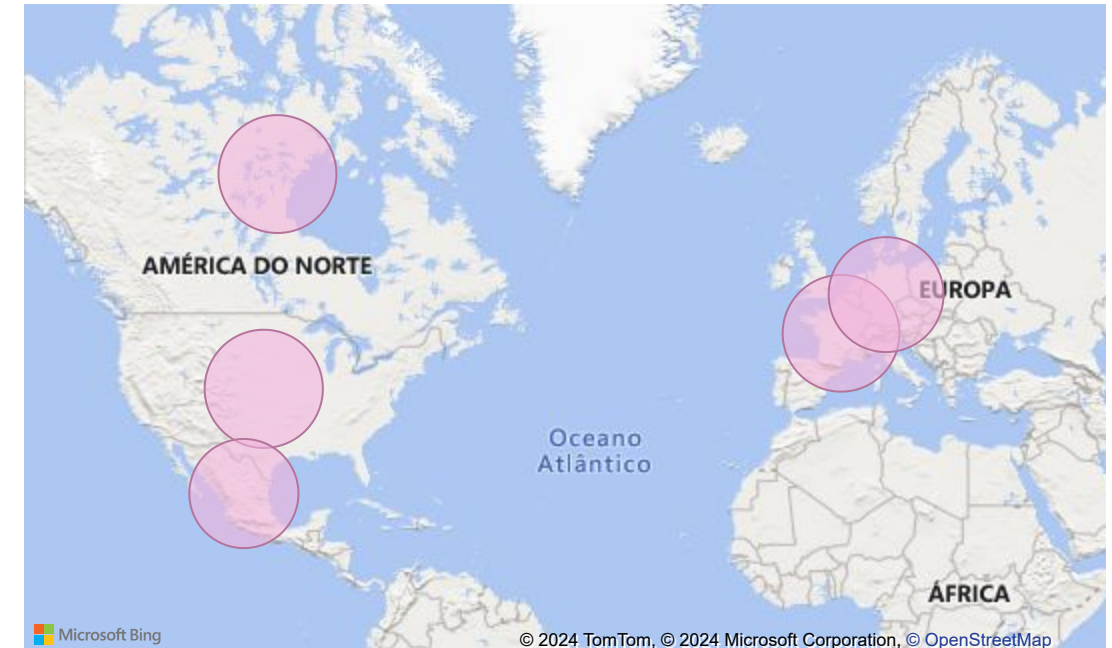 AMÉRICA DO NORTE
EUROPA
Oceano
Atlântico
ÁFRICA
Microsoft Bing
© 2024 TomTom, © 2024 Microsoft Corporation, © OpenStreetMap